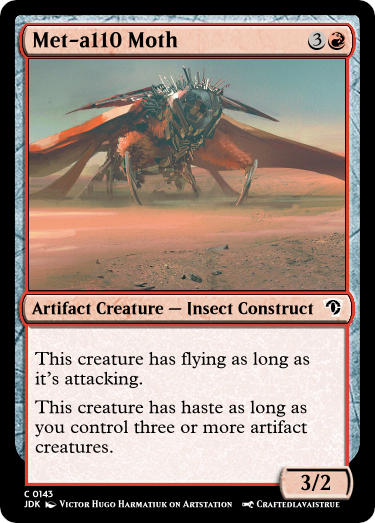 Met-a110 Moth 3
Artifact Creature — Insect Construct
This creature has flying as long as
it's attacking.
This creature has haste as long as
you control three or more artifact
creatures.
3/2
C 0143
JDK Victor Hugo Harmatiuk on Artstation Craftedlavaistrue